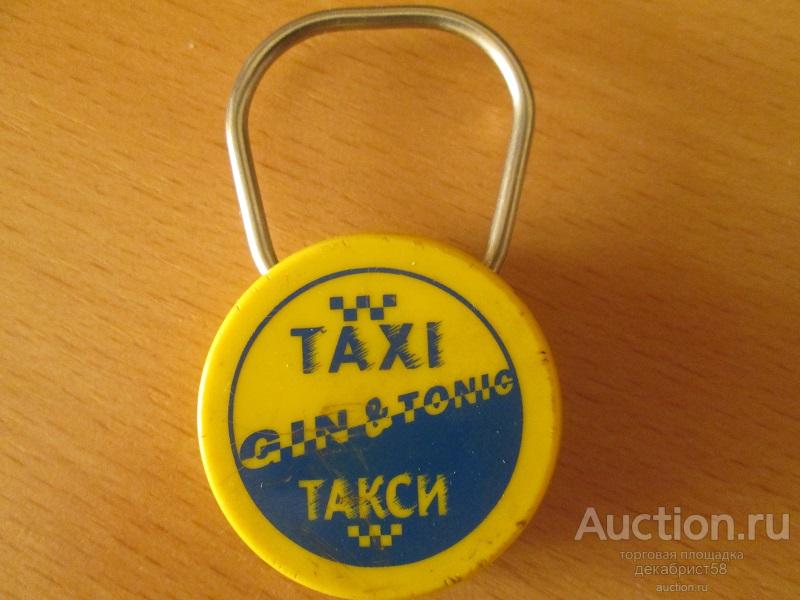 TAXI
GIN & TONIC
ТАКСИ
Auction.ru
торговая площадка
декабрист58
auction.ru